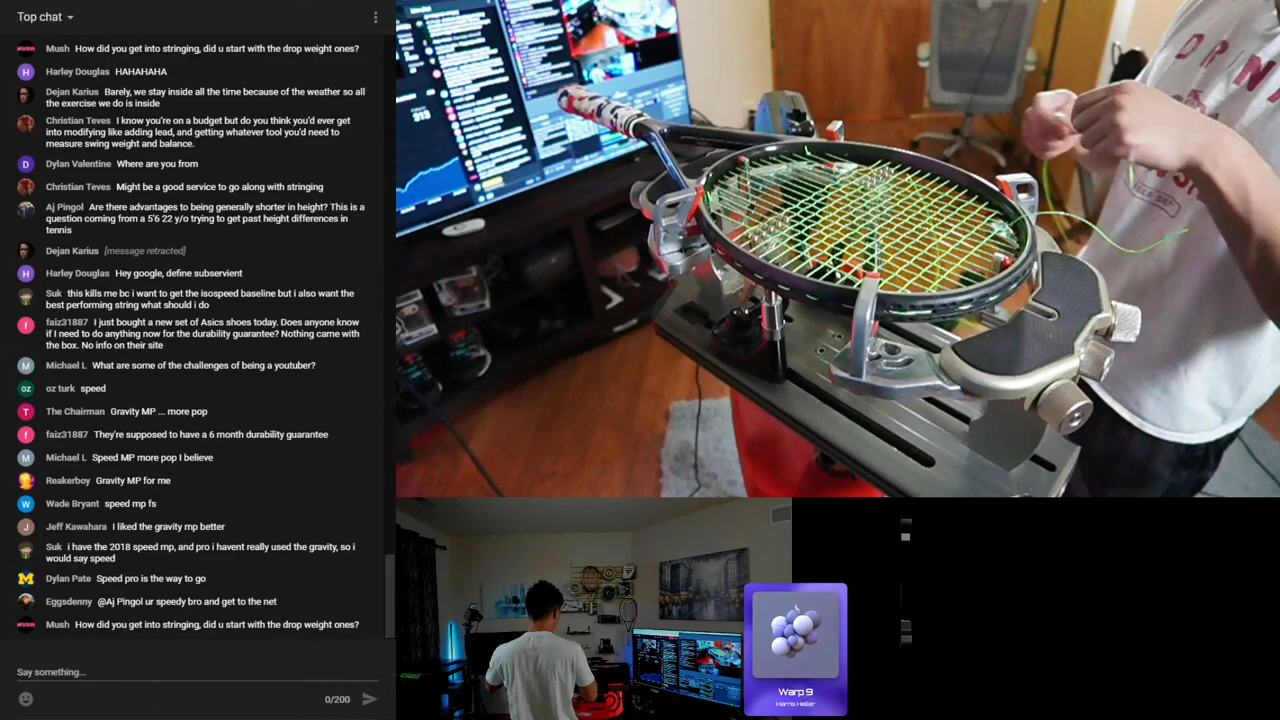 Top chat
Mush How did you get into stringing, did u start with the drop weight ones?
Harley Douglas HAHAHAHA
Dejan Karius Barely, we stay inside all the time because of the weather so all
the exercise we do is inside
Christian Teves I know you're on a budget but do you think you'd ever get
into modifying like adding lead, and getting whatever tool you'd need to
measure swing weight and balance.
Dylan Valentine Where are you from
Christian Teves Might be a good service to go along with stringing
Aj Pingol Are there advantages to being generally shorter in height? This is a
question coming from a 5'6 22 y/o trying to get past height differences in
tennis
Dejan Karius [message retracted]
Harley Douglas Hey google, define subservient
Suk this kills me bc i want to get the isospeed baseline but i also want the
best performing string what should i do
faiz31887 I just bought a new set of Asics shoes today. Does anyone know
if I need to do anything now for the durability guarantee? Nothing came with
the box. No info on their site
Michael L What are some of the challenges of being a youtuber?
oz turk speed
The Chairman Gravity MP ... more pop
faiz31887 They're supposed to have a 6 month durability guarantee
Michael L Speed MP more pop I believe
Reakerboy Gravity MP for me
Wade Bryant speed mp fs
Jeff Kawahara I liked the gravity mp better
Suk i have the 2018 speed mp, and pro i havent really used the gravity, so i
would say speed
Dylan Pate Speed pro is the way to go
Eggsdenny @Aj Pingol ur speedy bro and get to the net
Mush How did you get into stringing, did u start with the drop weight ones?
Say something...
0/200
Warp 9
Harris Heller